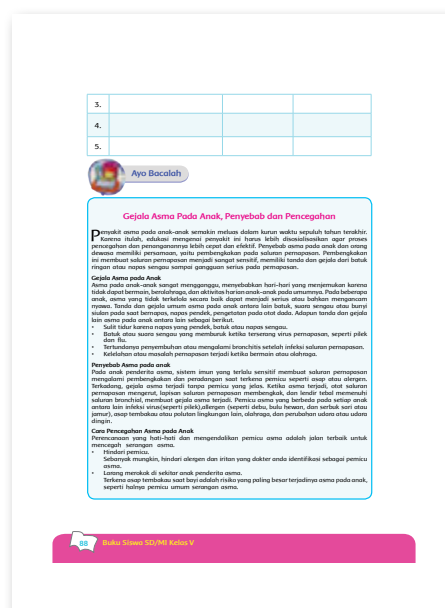 3.
4.
5.
Ayo Bacalah
Gejala Asma Pada Anak, Penyebab dan Pencegahan
Penyakit asma pada anak-anak semakin meluas dalam kurun waktu sepuluh tahun terakhir.
Karena itulah, edukasi mengenai penyakit ini harus lebih disosialisasikan agar proses
pencegahan dan penanganannya lebih cepat dan efektif. Penyebab asma pada anak dan orang
dewasa memiliki persamaan, yaitu pembengkakan pada saluran pernapasan. Pembengkakan
ini membuat saluran pernapasan menjadi sangat sensitif, memiliki tanda dan gejala dari batuk
ringan atau napas sengau sampai gangguan serius pada pernapasan.
Gejala Asma pada Anak
Asma pada anak-anak sangat mengganggu, menyebabkan hari-hari yang menjemukan karena
tidak dapat bermain, berolahraga, dan aktivitas harian anak-anak pada umumnya. Pada beberapa
anak, asma yang tidak terkelola secara baik dapat menjadi serius atau bahkan mengancam
nyawa. Tanda dan gejala umum asma pada anak antara lain batuk, suara sengau atau bunyi
siulan pada saat bernapas, napas pendek, pengetatan pada otot dada. Adapun tanda dan gejala
lain asma pada anak antara lain sebagai berikut.
• Sulit tidur karena napas yang pendek, batuk atau napas sengau.
• Batuk atau suara sengau yang memburuk ketika terserang virus pernapasan, seperti pilek
dan flu.
• Tertundanya penyembuhan atau mengalami bronchitis setelah infeksi saluran pernapasan.
• Kelelahan atau masalah pernapasan terjadi ketika bermain atau olahraga.
Penyebab Asma pada anak
Pada anak penderita asma, sistem imun yang terlalu sensitif membuat saluran pernapasan
mengalami pembengkakan dan peradangan saat terkena pemicu seperti asap atau alergen.
Terkadang, gejala asma terjadi tanpa pemicu yang jelas. Ketika asma terjadi, otot saluran
pernapasan mengerut, lapisan saluran pernapasan membengkak, dan lendir tebal memenuhi
saluran bronchial, membuat gejala asma terjadi. Pemicu asma yang berbeda pada setiap anak
antara lain infeksi virus(seperti pilek),allergen (seperti debu, bulu hewan, dan serbuk sari atau
jamur), asap tembakau atau polutan lingkungan lain, olahraga, dan perubahan udara atau udara
dingin.
Cara Pencegahan Asma pada Anak
Perencanaan yang hati-hati dan mengendalikan pemicu asma adalah jalan terbaik untuk
mencegah serangan asma.
• Hindari pemicu.
Sebanyak mungkin, hindari alergen dan iritan yang dokter anda identifikasi sebagai pemicu
asma.
• Larang merokok di sekitar anak penderita asma.
Terkena asap tembakau saat bayi adalah risiko yang paling besar terjadinya asma pada anak,
seperti halnya pemicu umum serangan asma.
88 Buku Siswa SD/MI Kelas V